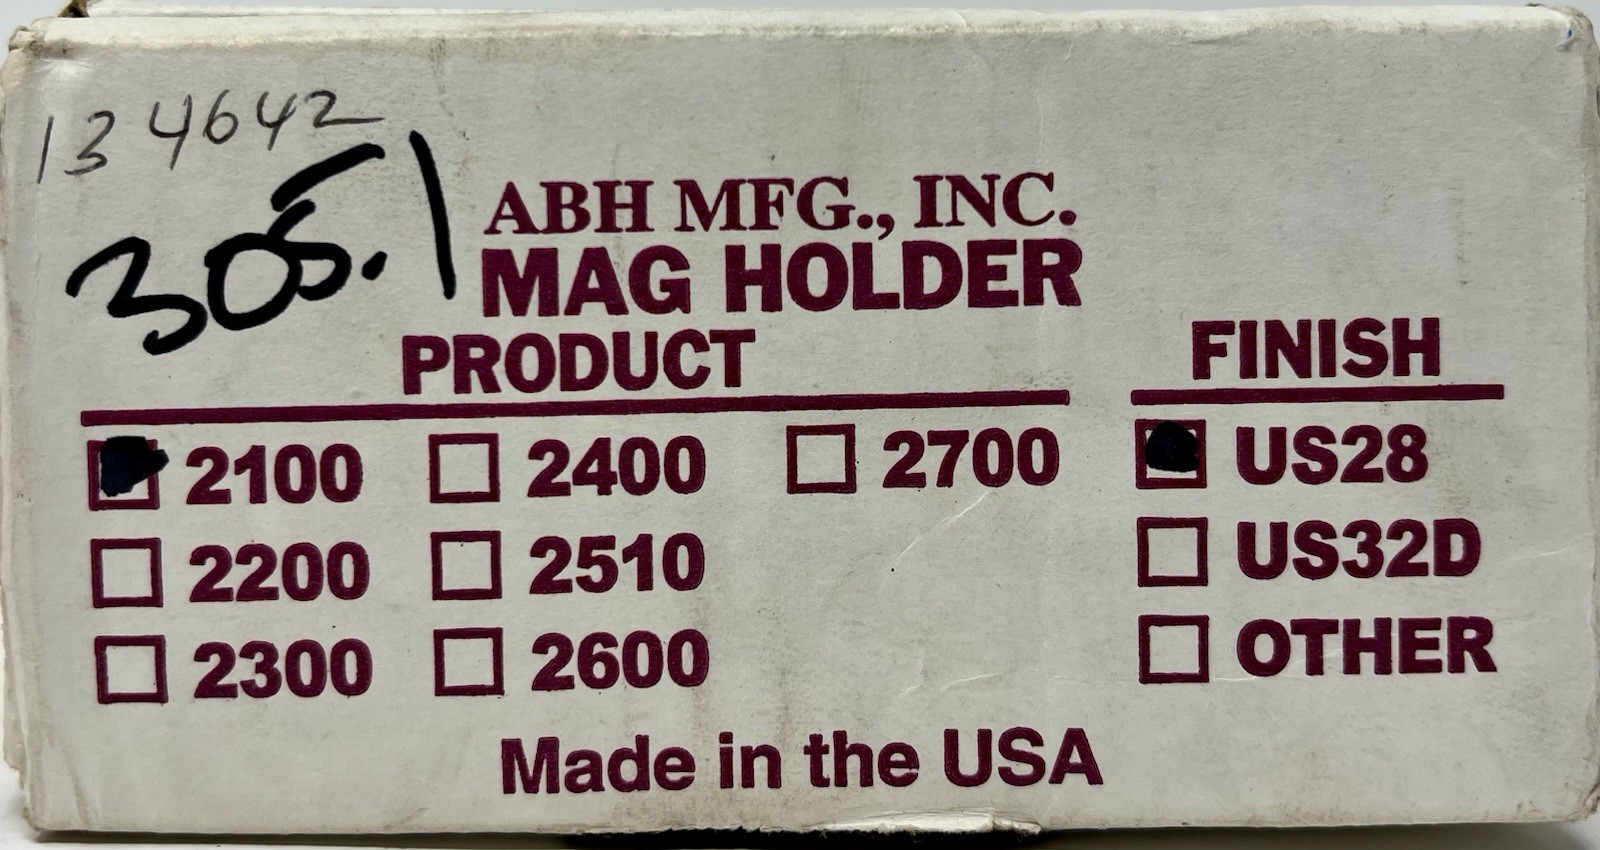 134642
305.1
ABH MFG., INC.
MAG HOLDER
PRODUCT FINISH
2100 2400 2700 US28
2200 2510 US32D
2300 2600 OTHER
Made in the USA